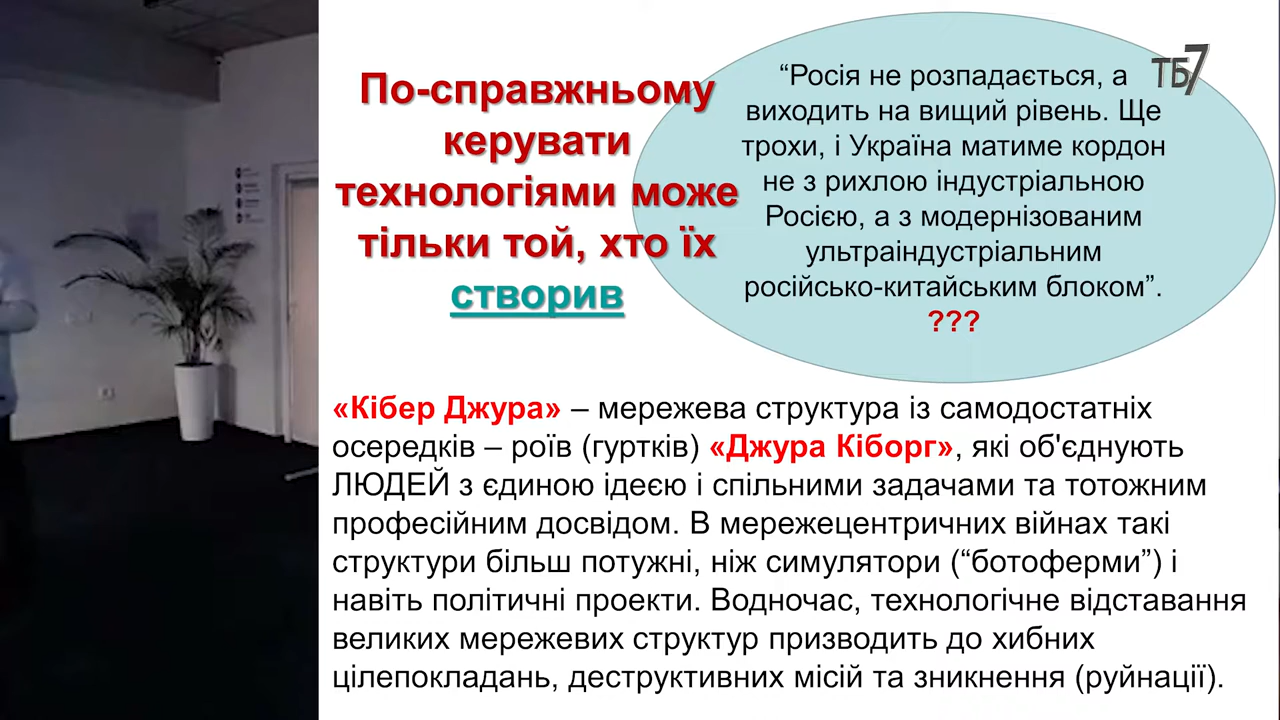 По-справжньому
керувати
технологіями може
тільки той, хто їх
створив
“Росія не розпадається, а
виходить на вищий рівень. Ще
трохи, і Україна матиме кордон
не з рихлою індустріальною
Росією, а з модернізованим
ультраіндустріальним
російсько-китайським блоком”.
???
ТБ7
«Кібер Джура» – мережева структура із самодостатніх
осередків – роїв (гуртків) «Джура Кіборг», які об'єднують
ЛЮДЕЙ з єдиною ідеєю і спільними задачами та тотожним
професійним досвідом. В мережецентричних війнах такі
структури більш потужні, ніж симулятори (“ботоферми”) і
навіть політичні проекти. Водночас, технологічне відставання
великих мережевих структур призводить до хибних
цілепокладань, деструктивних місій та зникнення (руйнації).